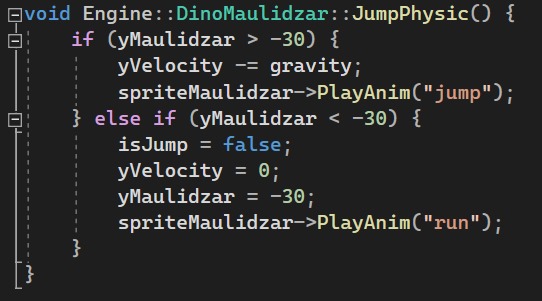 void Engine::DinoMaulidzar::JumpPhysic() {
    if (yMaulidzar > -30) {
        yVelocity -= gravity;
        spriteMaulidzar->PlayAnim("jump");
    } else if (yMaulidzar < -30) {
        isJump = false;
        yVelocity = 0;
        yMaulidzar = -30;
        spriteMaulidzar->PlayAnim("run");
    }
}